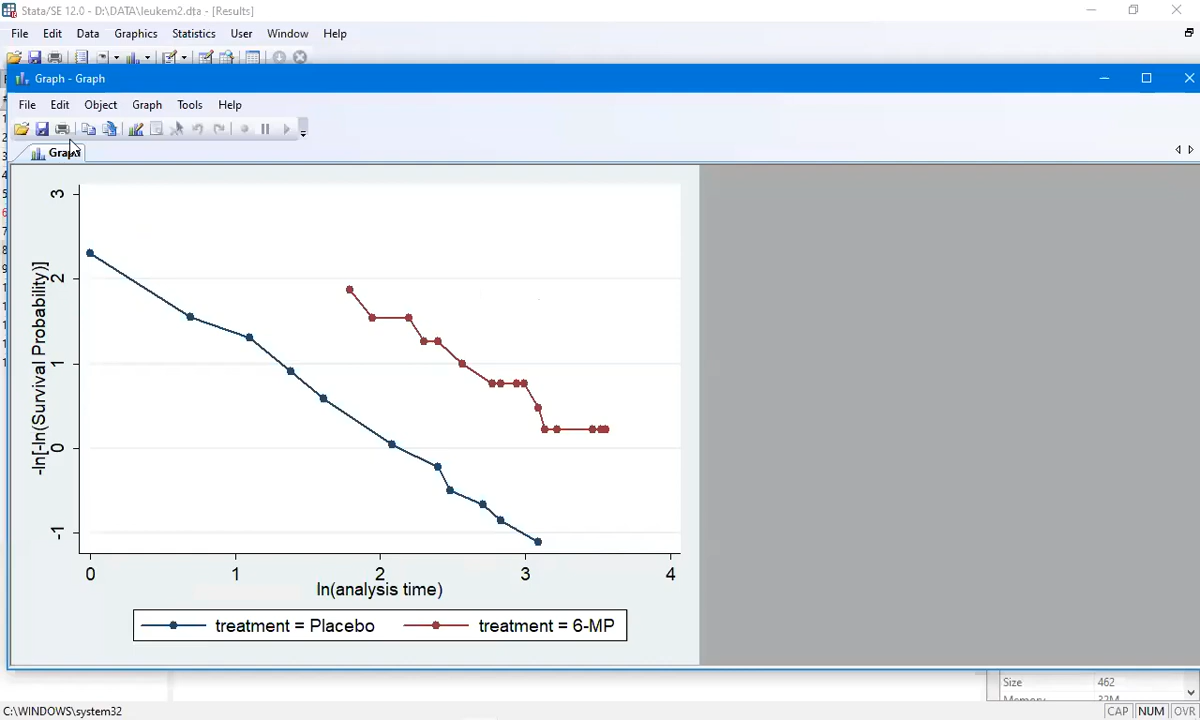 Stata/SE 12.0 - D:\DATA\leukem2.dta - [Results]
File Edit Data Graphics Statistics User Window Help
Graph - Graph
File Edit Object Graph Tools Help
Graph
3
2
1
0
-1
-ln[-ln(Survival Probability)]
0 1 2 3 4
ln(analysis time)
treatment = Placebo treatment = 6-MP
Size 462
C:\WINDOWS\system32 CAP NUM OVR